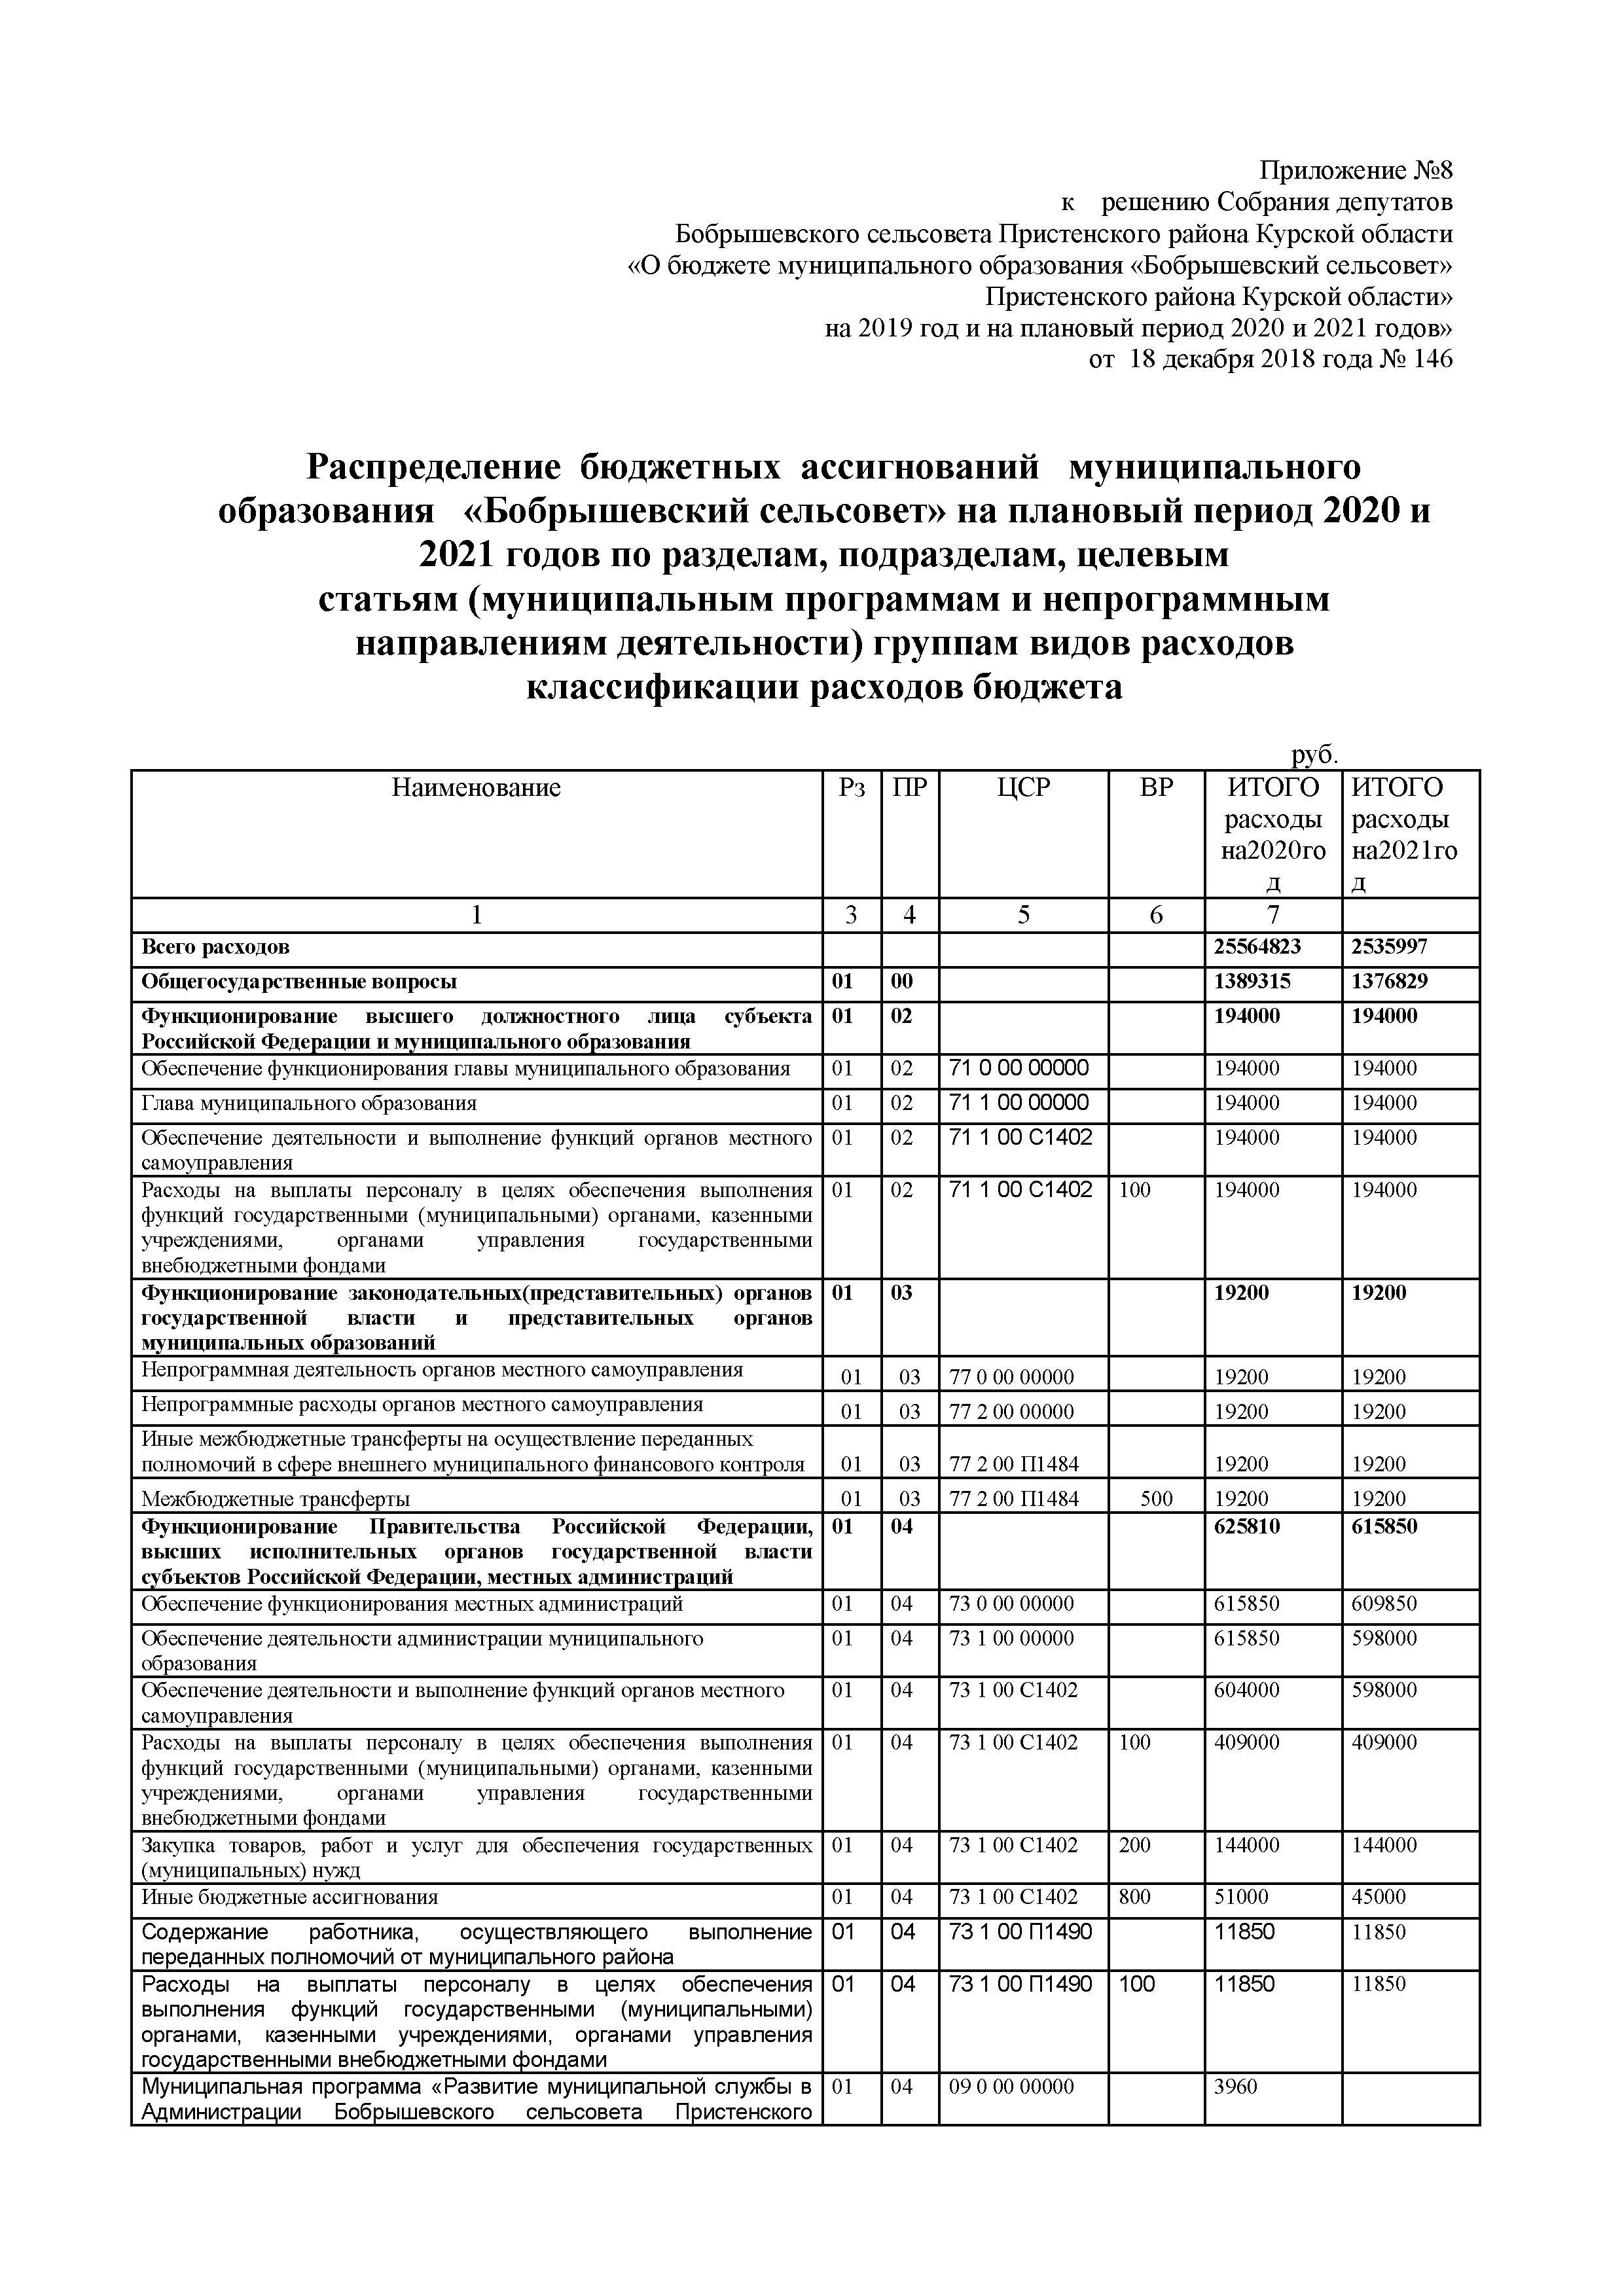 Приложение №8
к решению Собрания депутатов
Бобрышевского сельсовета Пристенского района Курской области
«О бюджете муниципального образования «Бобрышевский сельсовет»
Пристенского района Курской области»
на 2019 год и на плановый период 2020 и 2021 годов»
от 18 декабря 2018 года № 146
Распределение бюджетных ассигнований муниципального
образования «Бобрышевский сельсовет» на плановый период 2020 и
2021 годов по разделам, подразделам, целевым
статьям (муниципальным программам и непрограммным
направлениям деятельности) группам видов расходов
классификации расходов бюджета
руб.
Наименование Рз ПР ЦСР ВР ИТОГО ИТОГО
расходы расходы
на2020го на2021го
д д
1 3 4 5 6 7
Всего расходов 25564823 2535997
Общегосударственные вопросы 01 00 1389315 1376829
Функционирование высшего должностного лица субъекта 01 02 194000 194000
Российской Федерации и муниципального образования
Обеспечение функционирования главы муниципального образования 01 02 71 0 00 00000 194000 194000
Глава муниципального образования 01 02 71 1 00 00000 194000 194000
Обеспечение деятельности и выполнение функций органов местного 01 02 71 1 00 С1402 194000 194000
самоуправления
Расходы на выплаты персоналу в целях обеспечения выполнения 01 02 71 1 00 С1402 100 194000 194000
функций государственными (муниципальными) органами, казенными
учреждениями, органами управления государственными
внебюджетными фондами
Функционирование законодательных(представительных) органов 01 03 19200 19200
государственной власти и представительных органов
муниципальных образований
Непрограммная деятельность органов местного самоуправления 01 03 77 0 00 00000 19200 19200
Непрограммные расходы органов местного самоуправления 01 03 77 2 00 00000 19200 19200
Иные межбюджетные трансферты на осуществление переданных
полномочий в сфере внешнего муниципального финансового контроля 01 03 77 2 00 П1484 19200 19200
Межбюджетные трансферты 01 03 77 2 00 П1484 500 19200 19200
Функционирование Правительства Российской Федерации, 01 04 625810 615850
высших исполнительных органов государственной власти
субъектов Российской Федерации, местных администраций
Обеспечение функционирования местных администраций 01 04 73 0 00 00000 615850 609850
Обеспечение деятельности администрации муниципального 01 04 73 1 00 00000 615850 598000
образования
Обеспечение деятельности и выполнение функций органов местного 01 04 73 1 00 С1402 604000 598000
самоуправления
Расходы на выплаты персоналу в целях обеспечения выполнения 01 04 73 1 00 С1402 100 409000 409000
функций государственными (муниципальными) органами, казенными
учреждениями, органами управления государственными
внебюджетными фондами
Закупка товаров, работ и услуг для обеспечения государственных 01 04 73 1 00 С1402 200 144000 144000
(муниципальных) нужд
Иные бюджетные ассигнования 01 04 73 1 00 С1402 800 51000 45000
Содержание работника, осуществляющего выполнение 01 04 73 1 00 П1490 11850 11850
переданных полномочий от муниципального района
Расходы на выплаты персоналу в целях обеспечения 01 04 73 1 00 П1490 100 11850 11850
выполнения функций государственными (муниципальными)
органами, казенными учреждениями, органами управления
государственными внебюджетными фондами
Муниципальная программа «Развитие муниципальной службы в 01 04 09 0 00 00000 3960
Администрации Бобрышевского сельсовета Пристенского